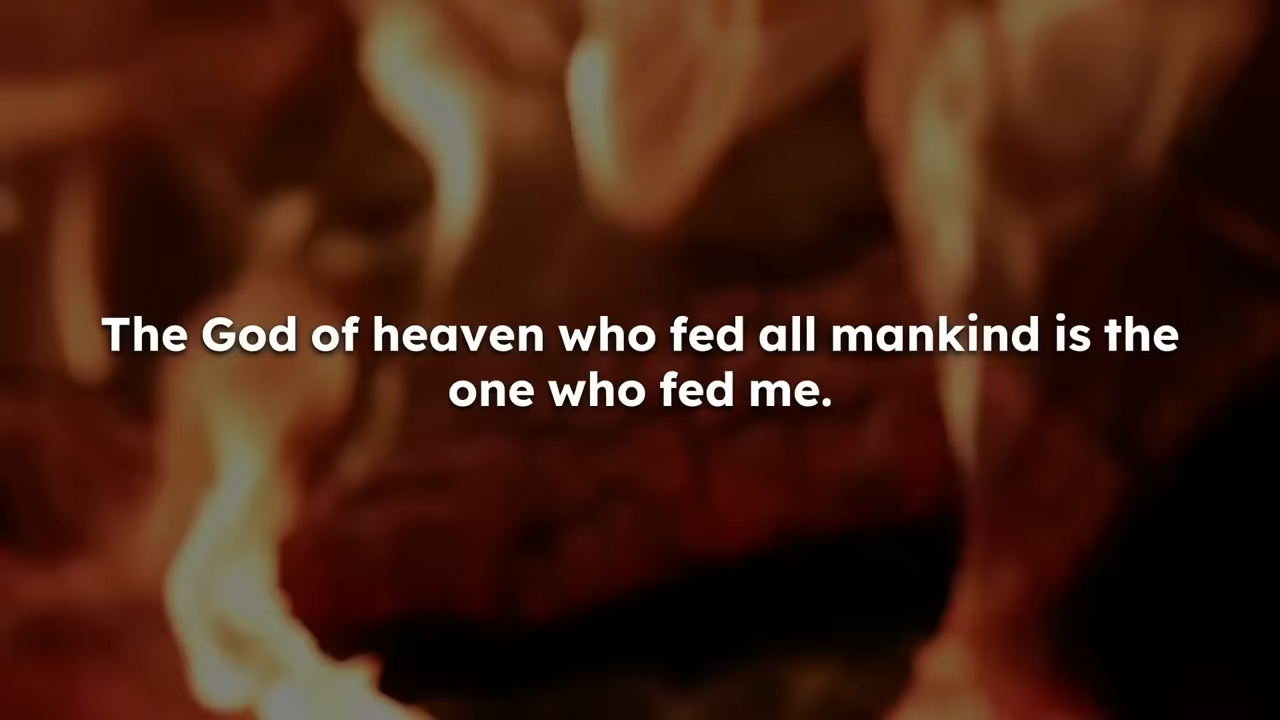 The God of heaven who fed all mankind is the
one who fed me.